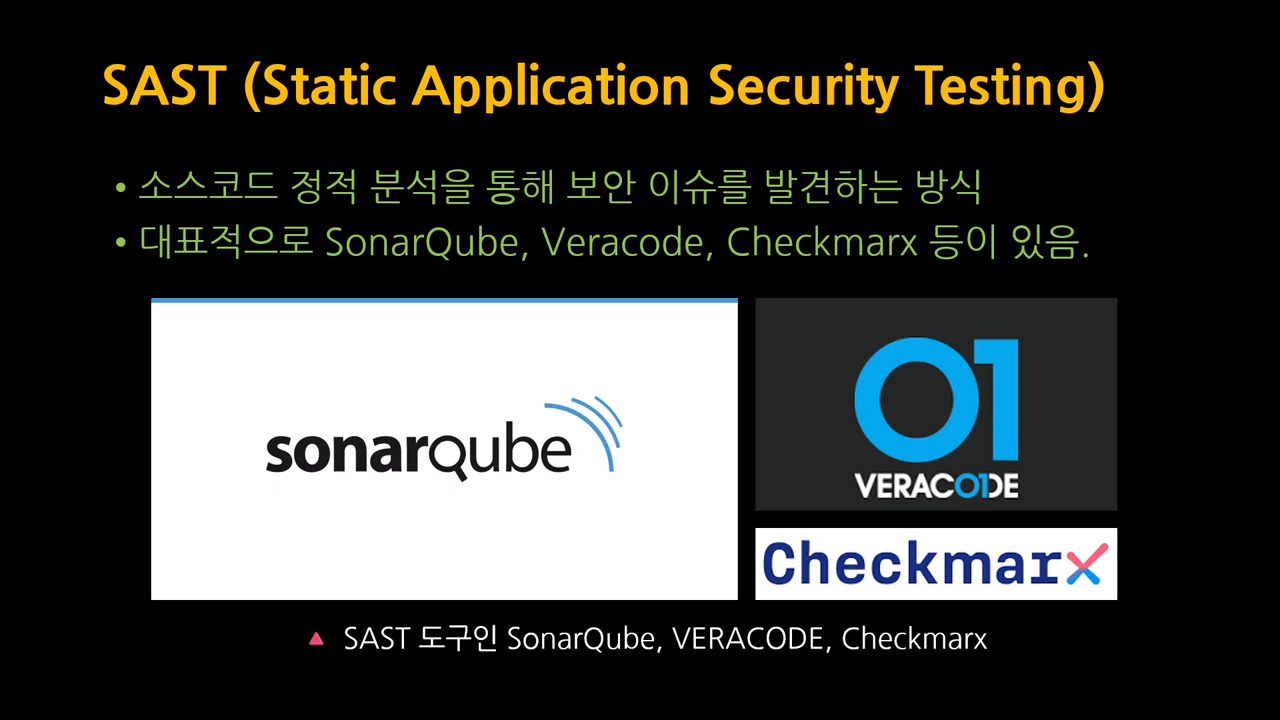 SAST (Static Application Security Testing)
• 소스코드 정적 분석을 통해 보안 이슈를 발견하는 방식
• 대표적으로 SonarQube, Veracode, Checkmarx 등이 있음.
sonarqube
01
VERACODE
Checkmarx
🔺 SAST 도구인 SonarQube, VERACODE, Checkmarx